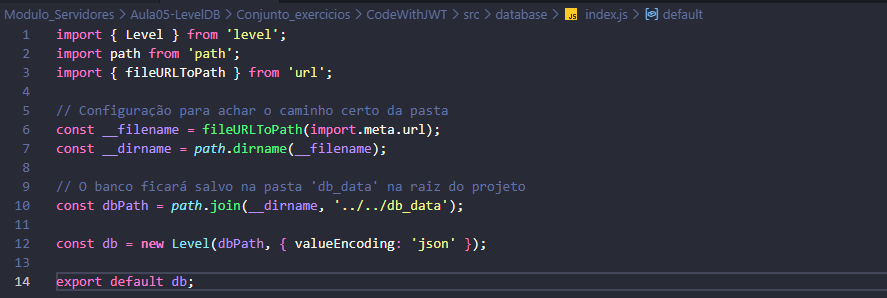 Modulo_Servidores > Aula05-LevelDB > Conjunto_exercicios > CodeWithJWT > src > database > JS index.js > default
1 import { Level } from 'level';
2 import path from 'path';
3 import { fileURLToPath } from 'url';
4
5 // Configuração para achar o caminho certo da pasta
6 const __filename = fileURLToPath(import.meta.url);
7 const __dirname = path.dirname(__filename);
8
9 // O banco ficará salvo na pasta 'db_data' na raiz do projeto
10 const dbPath = path.join(__dirname, '../../db_data');
11
12 const db = new Level(dbPath, { valueEncoding: 'json' });
13
14 export default db;